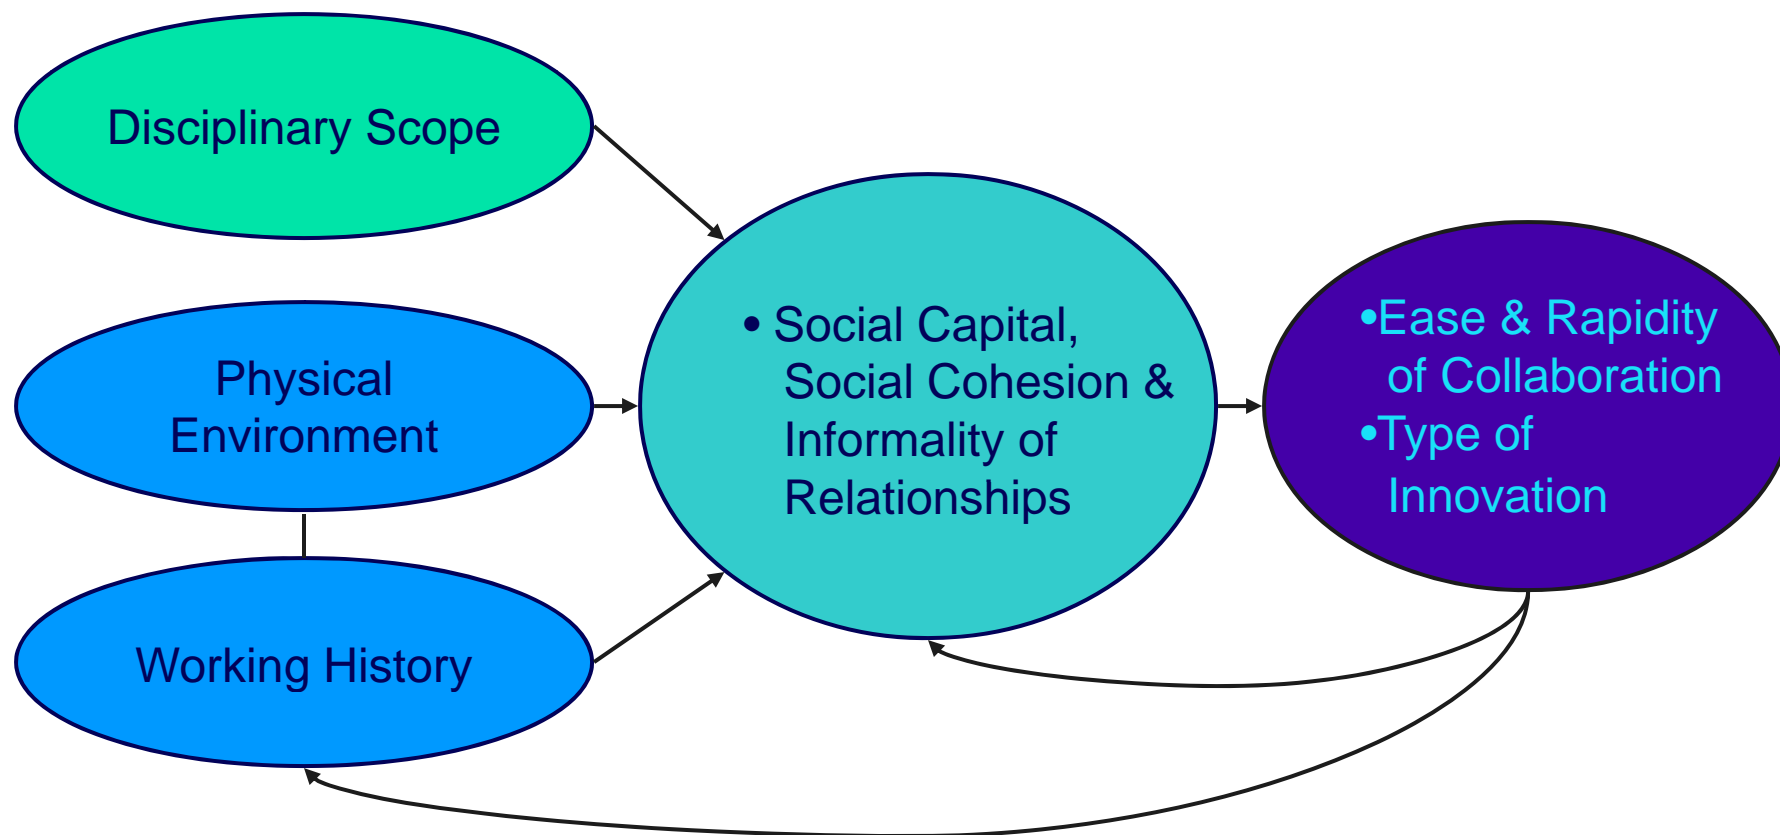 Disciplinary Scope
Physical
Environment
Working History
• Social Capital,
Social Cohesion &
Informality of
Relationships
•Ease & Rapidity
of Collaboration
•Type of
Innovation